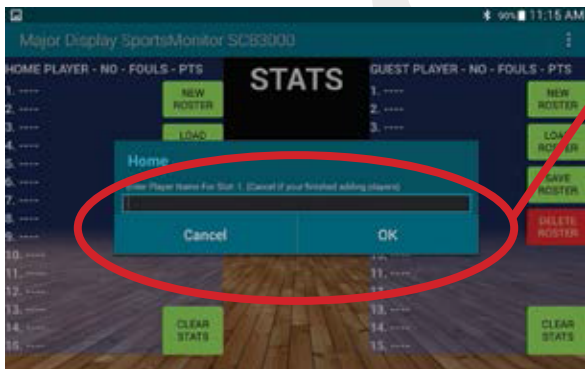 90% 11:15 AM
Major Display SportsMonitor SCB3000
HOME PLAYER - NO - FOULS - PTS
STATS
GUEST PLAYER - NO - FOULS - PTS
1. ----
NEW ROSTER
1. ----
NEW ROSTER
2. ----
2. ----
3. ----
LOAD
3. ----
LOAD ROSTER
4.
5.
Home
6.
Enter Player Name For Slot 1. (Cancel if your finished adding players)
SAVE ROSTER
7.
8.
DELETE ROSTER
9. ----
Cancel
OK
10. ----
11. ----
11. ----
12. ----
13. ----
13. ----
14. ----
CLEAR STATS
14. ----
CLEAR STATS
15. ----
15. ----